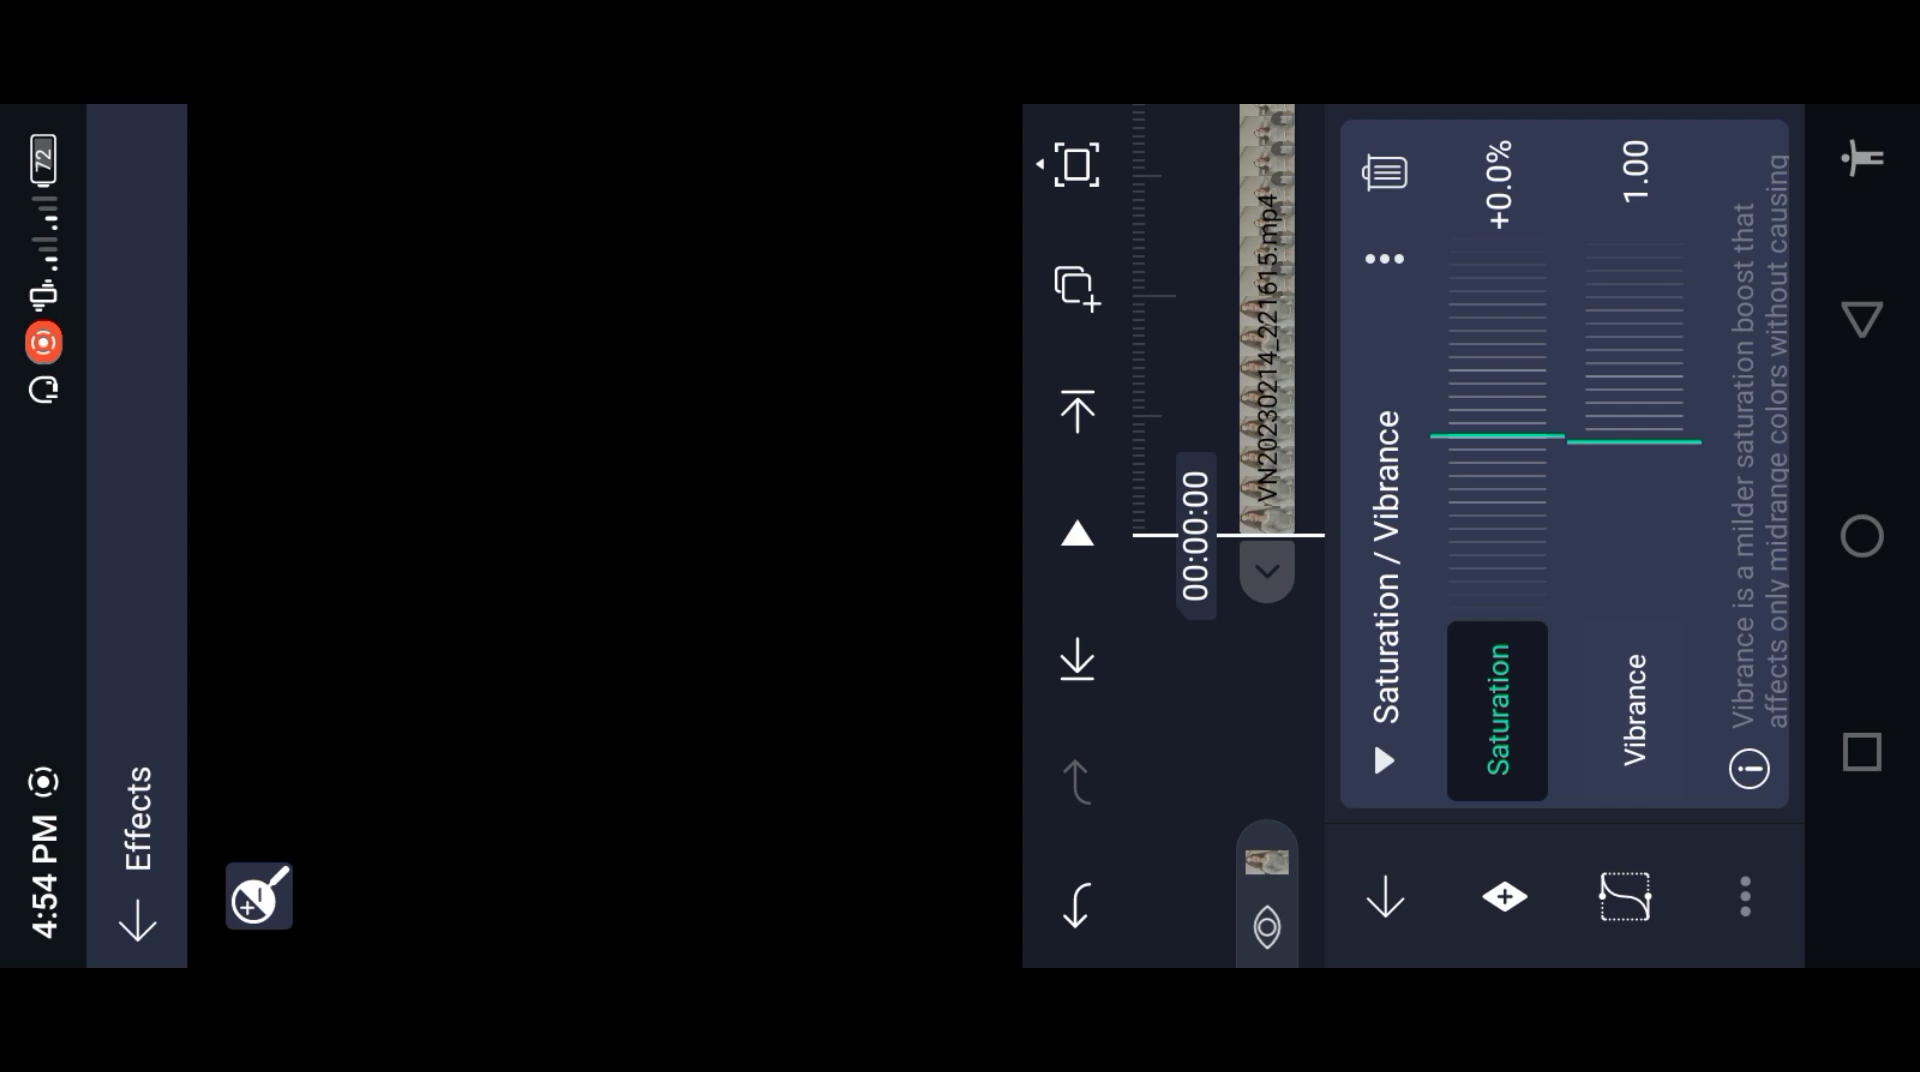 4:54 PM
72
Effects
00:00:00
VN20230214_221615.mp4
Saturation / Vibrance
Saturation
+0.0%
Vibrance
1.00
Vibrance is a milder saturation boost that
affects only midrange colors without causing